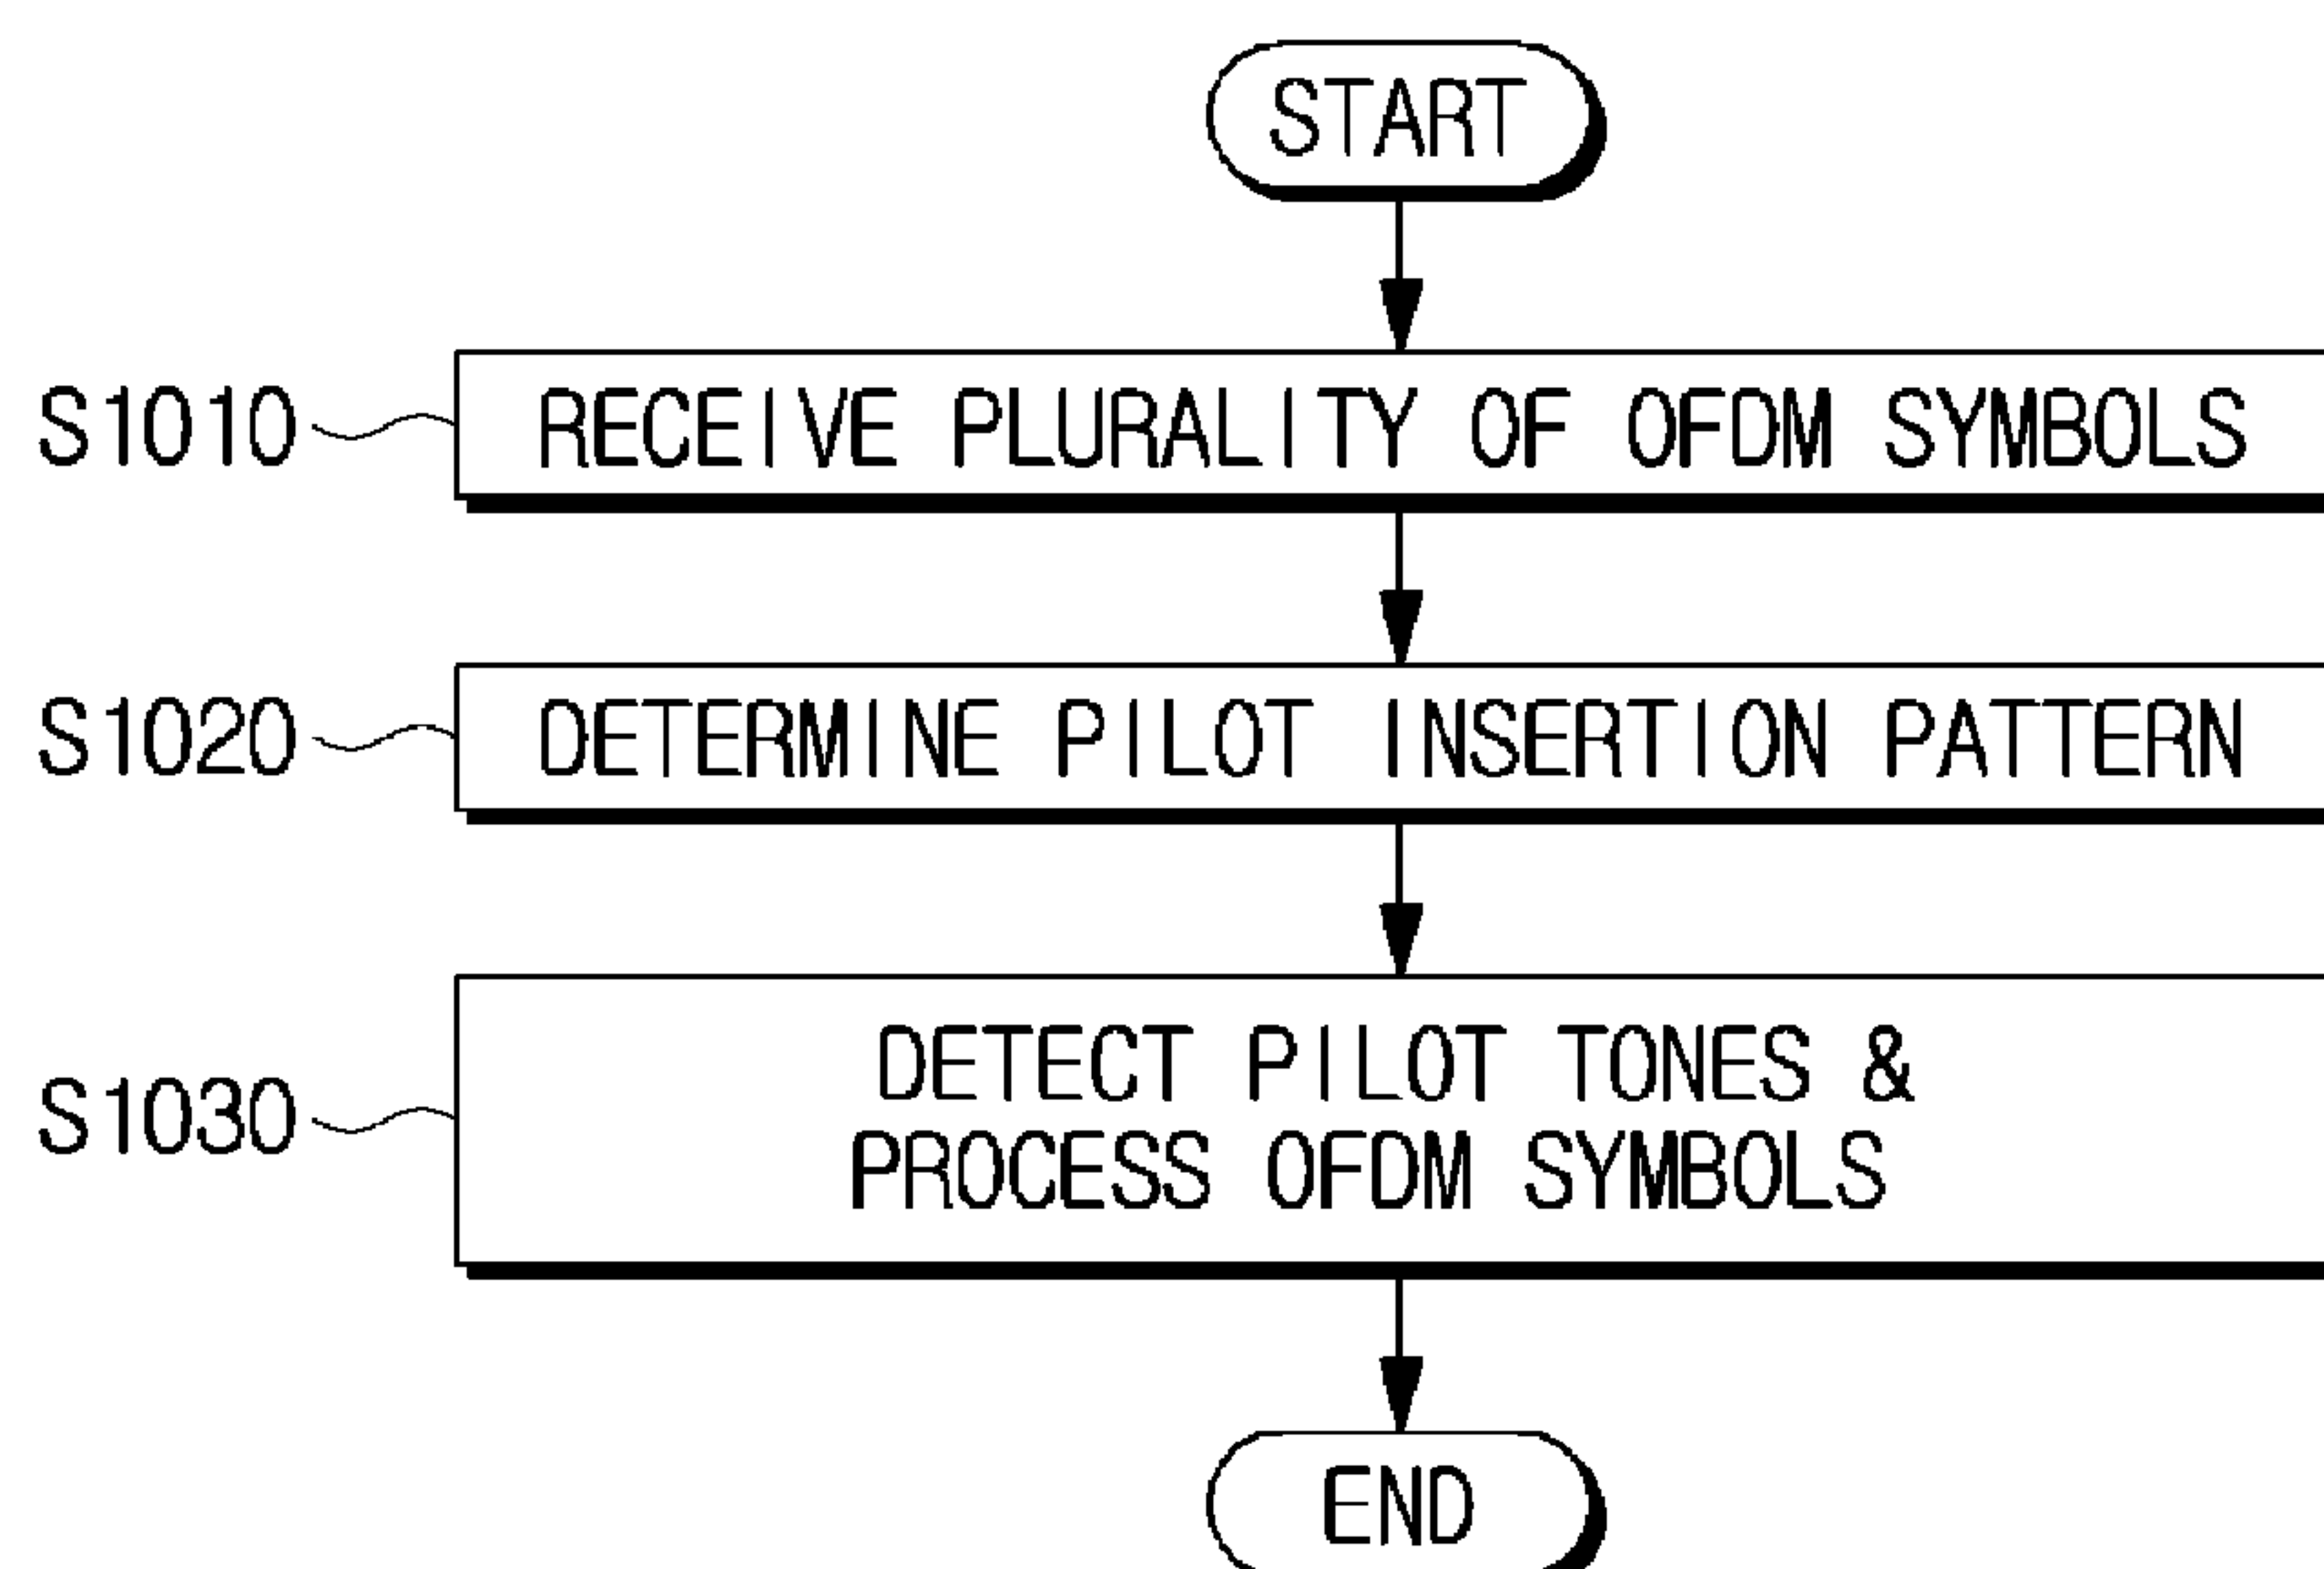 START
S1010 RECEIVE PLURALITY OF OFDM SYMBOLS
S1020 DETERMINE PILOT INSERTION PATTERN
DETECT PILOT TONES &
S1030
PROCESS OFDM SYMBOLS
END